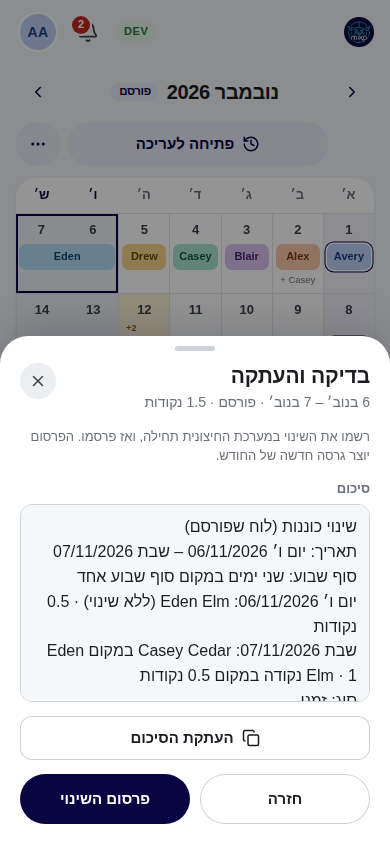 AA
2
DEV
mikp
נובמבר 2026 פורסם
פתיחה לעריכה
א׳ ב׳ ג׳ ד׳ ה׳ ו׳ ש׳
1 2 3 4 5 6 7
Avery Alex Blair Casey Drew Eden
+ Casey
8 9 10 11 12 13 14
+2
בדיקה והעתקה
6 בנוב׳ – 7 בנוב׳ · פורסם · 1.5 נקודות
רשמו את השינוי במערכת החיצונית תחילה, ואז פרסמו. הפרסום
יוצר גרסה חדשה של החודש.
סיכום
שינוי כוננות (לוח שפורסם)
תאריך: יום ו׳ 06/11/2026 – שבת 07/11/2026
סוף שבוע: שני ימים במקום סוף שבוע אחד
יום ו׳ 06/11/2026: Eden Elm (ללא שינוי) · 0.5
נקודות
שבת 07/11/2026: Casey Cedar במקום Eden
Elm · 1 נקודה במקום 0.5 נקודות
סוג: זמני
העתקת הסיכום
חזרה
פרסום השינוי